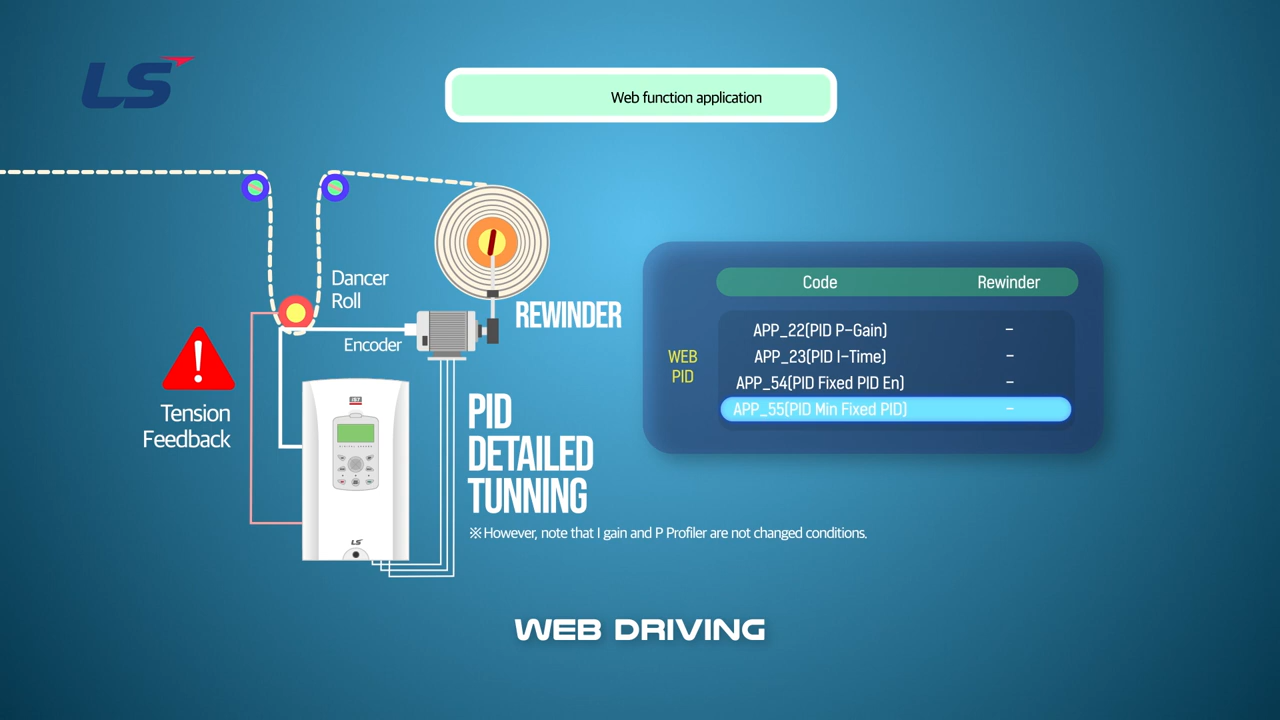 LS
Web function application
Dancer
Roll
REWINDER
Encoder
Tension
Feedback
PID
DETAILED
TUNNING
※ However, note that I gain and P Profiler are not changed conditions.
Code Rewinder
WEB
PID
APP_22(PID P-Gain) –
APP_23(PID I-Time) –
APP_54(PID Fixed PID En) –
APP_55(PID Min Fixed PID) –
LS
WEB DRIVING